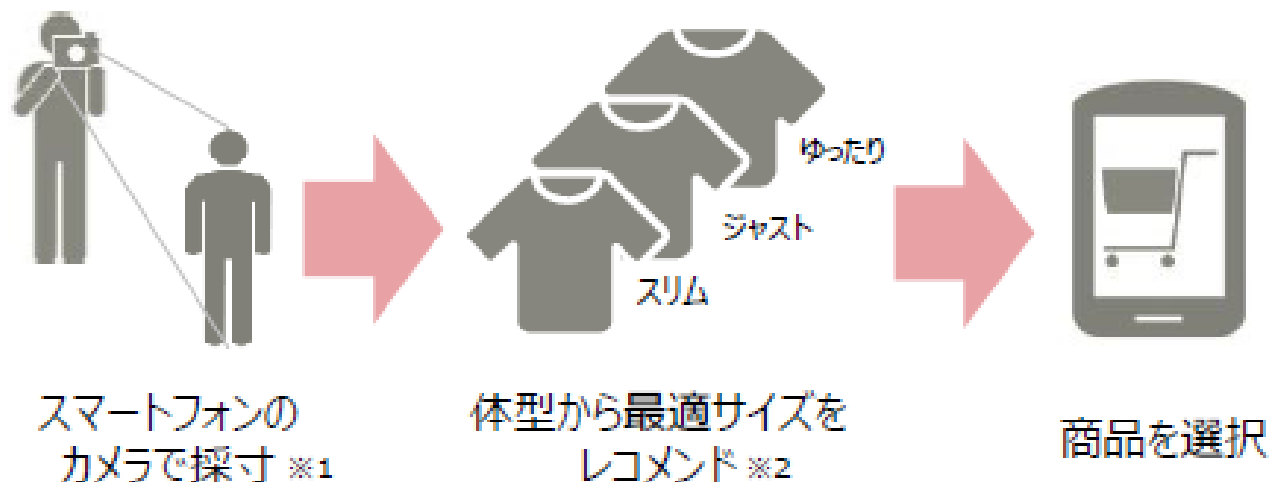 ゆったり
ジャスト
スリム
スマートフォンの
カメラで採寸 ※1
体型から最適サイズを
レコメンド ※2
商品を選択